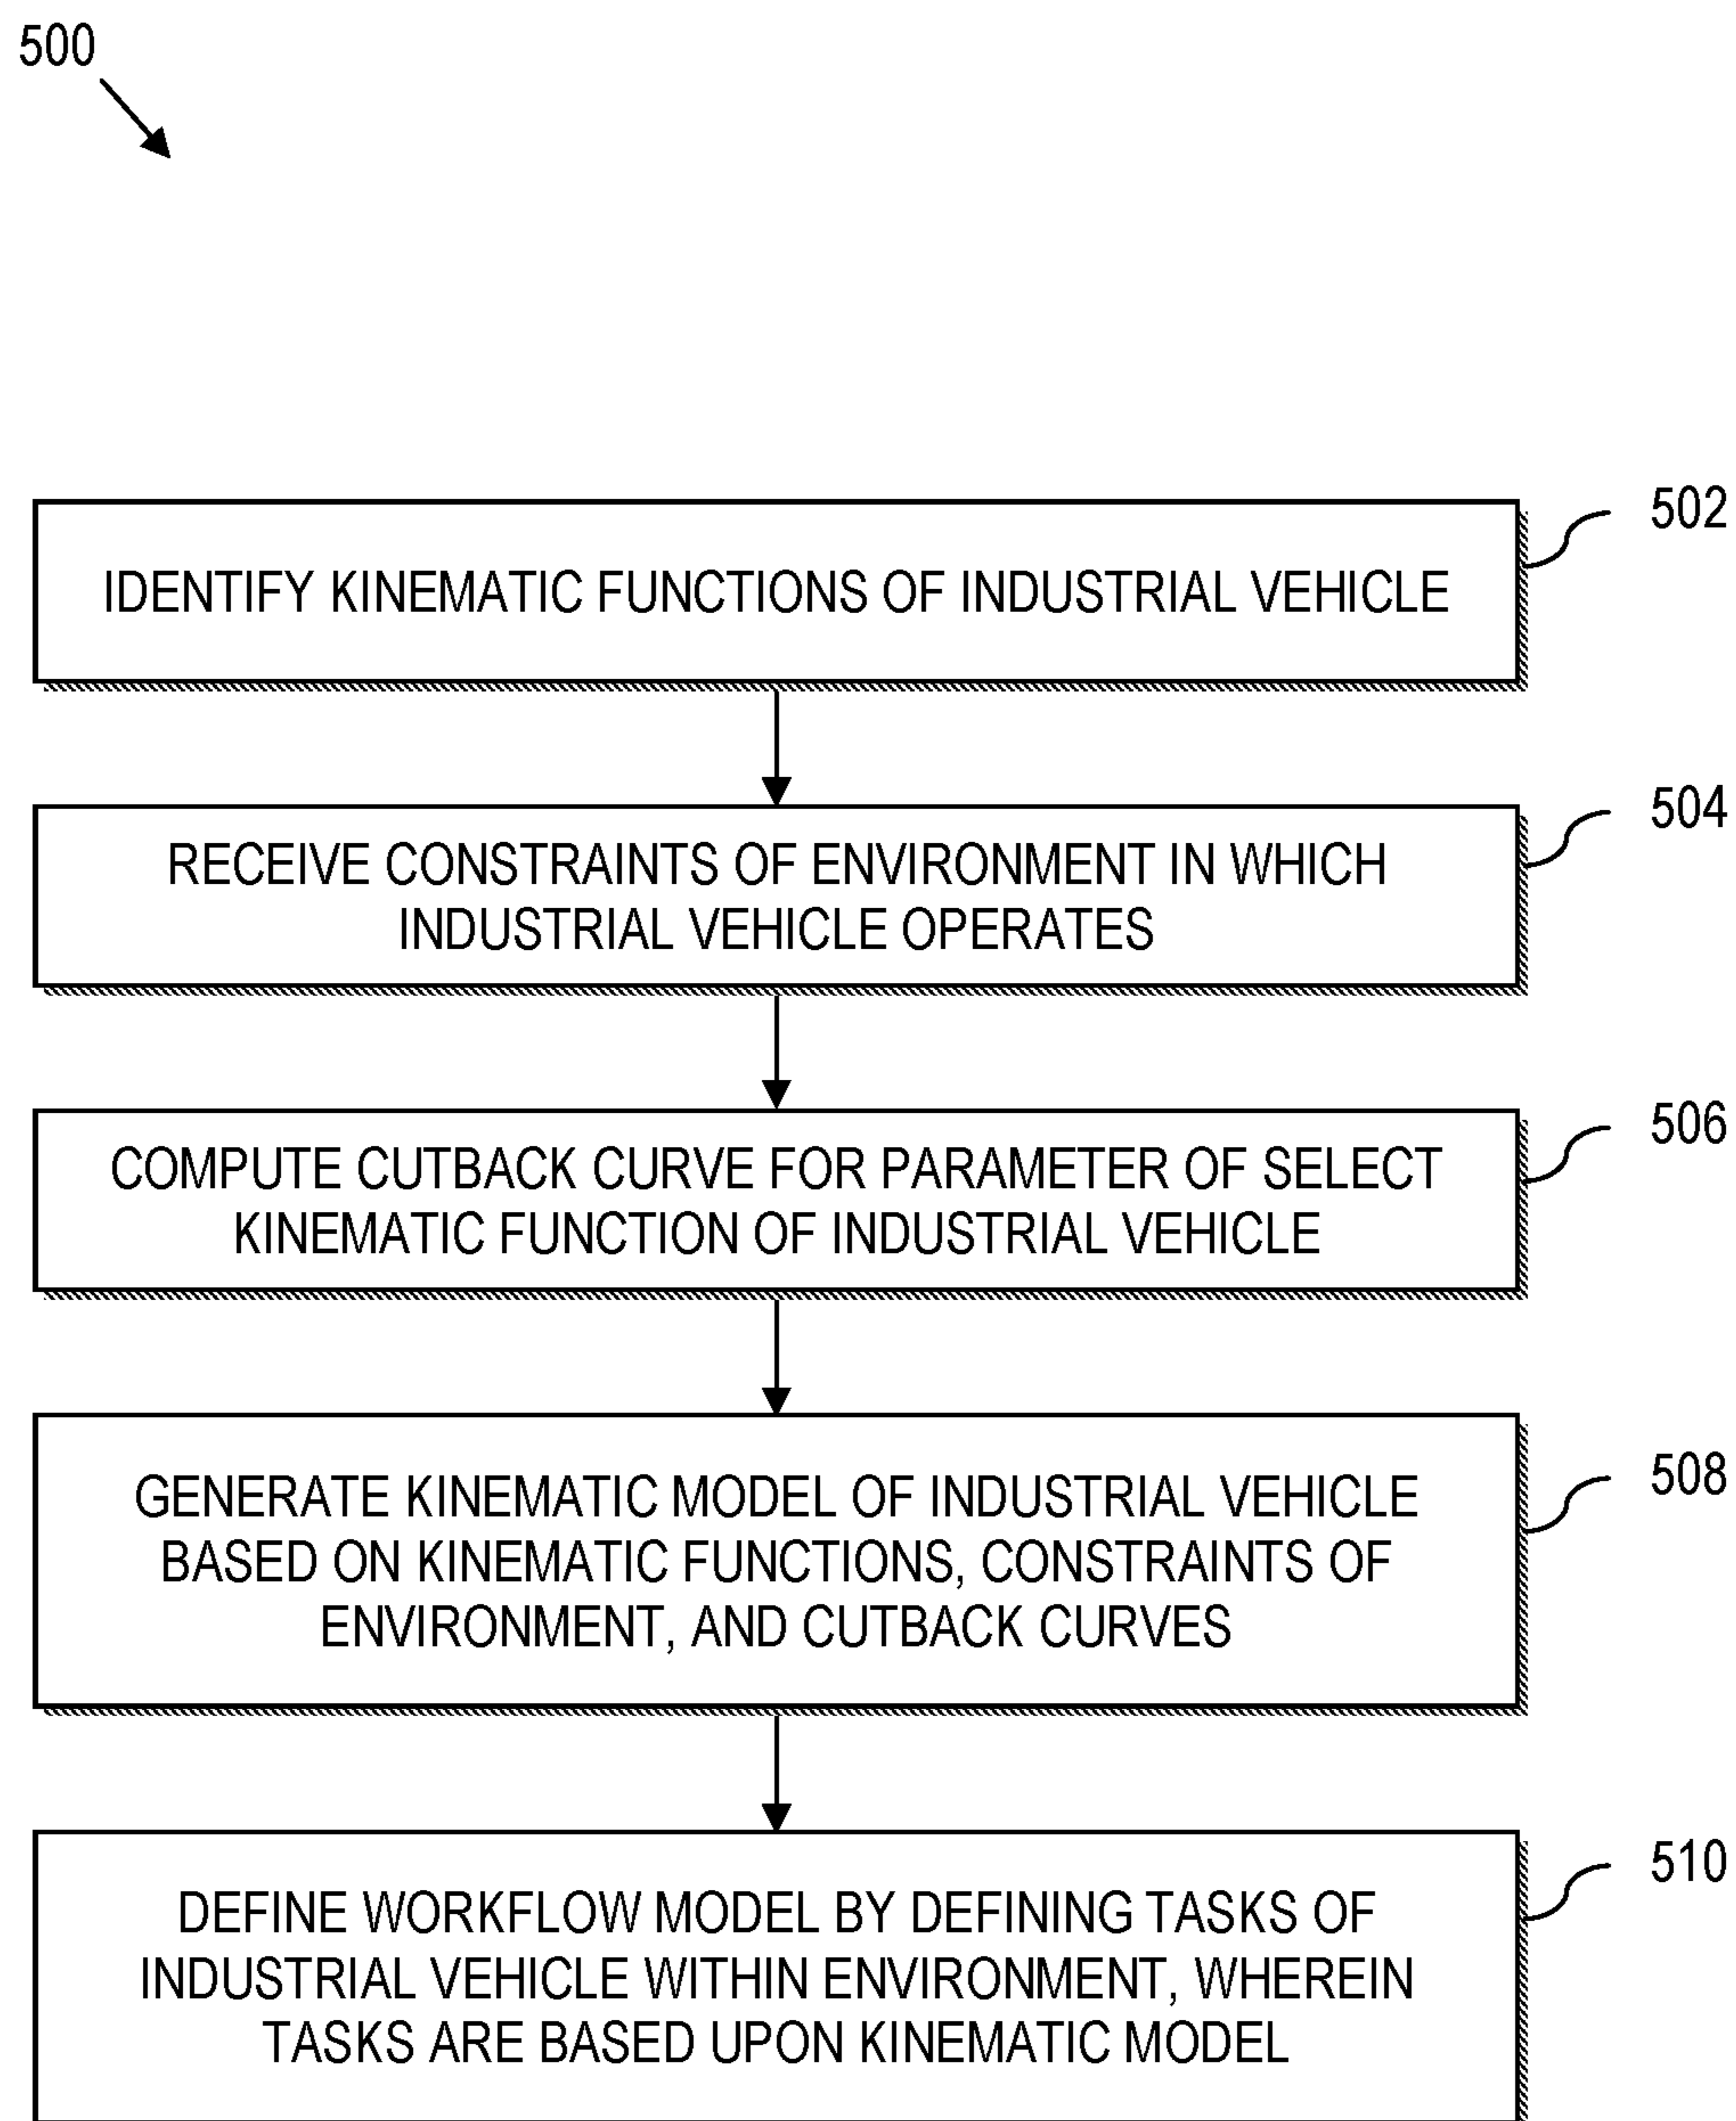 500
502
IDENTIFY KINEMATIC FUNCTIONS OF INDUSTRIAL VEHICLE
504
RECEIVE CONSTRAINTS OF ENVIRONMENT IN WHICH
INDUSTRIAL VEHICLE OPERATES
506
COMPUTE CUTBACK CURVE FOR PARAMETER OF SELECT
KINEMATIC FUNCTION OF INDUSTRIAL VEHICLE
508
GENERATE KINEMATIC MODEL OF INDUSTRIAL VEHICLE
BASED ON KINEMATIC FUNCTIONS, CONSTRAINTS OF
ENVIRONMENT, AND CUTBACK CURVES
510
DEFINE WORKFLOW MODEL BY DEFINING TASKS OF
INDUSTRIAL VEHICLE WITHIN ENVIRONMENT, WHEREIN
TASKS ARE BASED UPON KINEMATIC MODEL